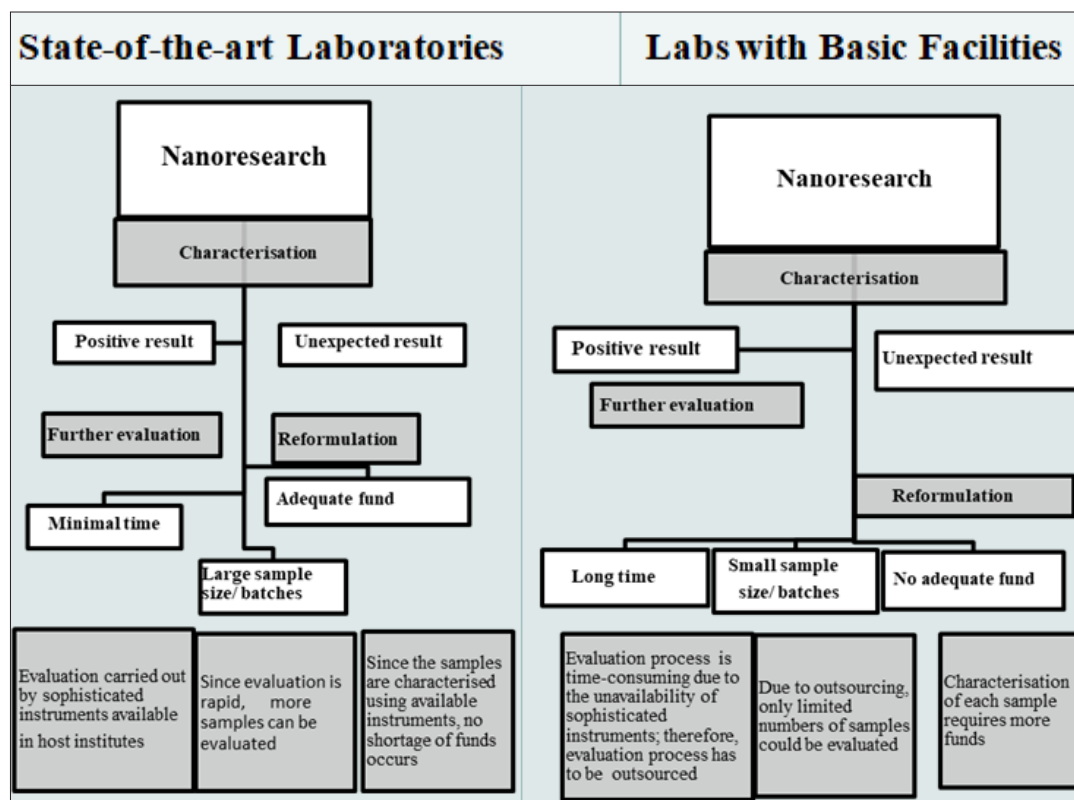 State-of-the-art Laboratories
Labs with Basic Facilities
Nanoresearch
Characterisation
Positive result
Unexpected result
Further evaluation
Reformulation
Adequate fund
Minimal time
Large sample
size/ batches
Evaluation carried out
by sophisticated
instruments available
in host institutes
Since evaluation is
rapid, more
samples can be
evaluated
Since the samples
are characterised
using available
instruments, no
shortage of funds
occurs
Nanoresearch
Characterisation
Positive result
Unexpected result
Further evaluation
Reformulation
Long time
Small sample
size/ batches
No adequate fund
Evaluation process is
time-consuming due to
the unavailability of
sophisticated
instruments; therefore,
evaluation process has
to be outsourced
Due to outsourcing,
only limited
numbers of samples
could be evaluated
Characterisation
of each sample
requires more
funds